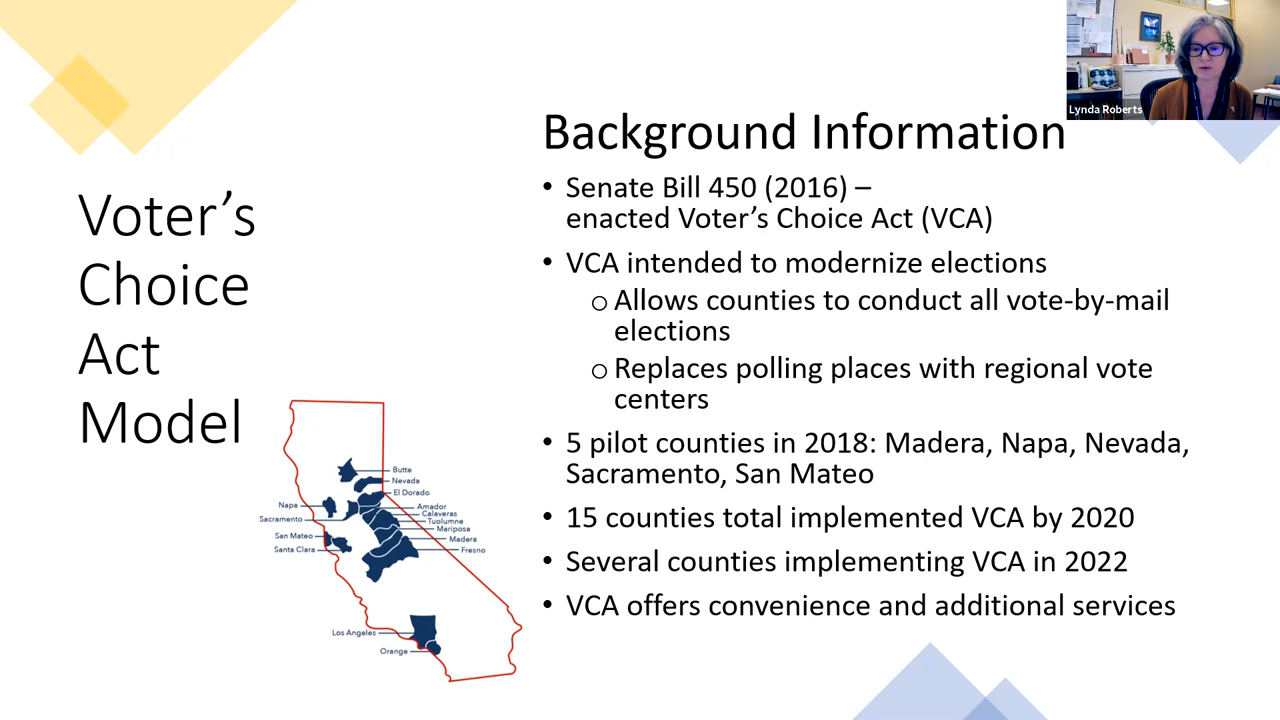 Lynda Roberts
Voter’s
Choice
Act
Model
Background Information
• Senate Bill 450 (2016) –
enacted Voter’s Choice Act (VCA)
• VCA intended to modernize elections
o Allows counties to conduct all vote-by-mail
elections
o Replaces polling places with regional vote
centers
• 5 pilot counties in 2018: Madera, Napa, Nevada,
Sacramento, San Mateo
• 15 counties total implemented VCA by 2020
• Several counties implementing VCA in 2022
• VCA offers convenience and additional services
Butte
Nevada
El Dorado
Napa
Amador
Calaveras
Sacramento
Tuolumne
Mariposa
San Mateo
Madera
Santa Clara
Fresno
Los Angeles
Orange